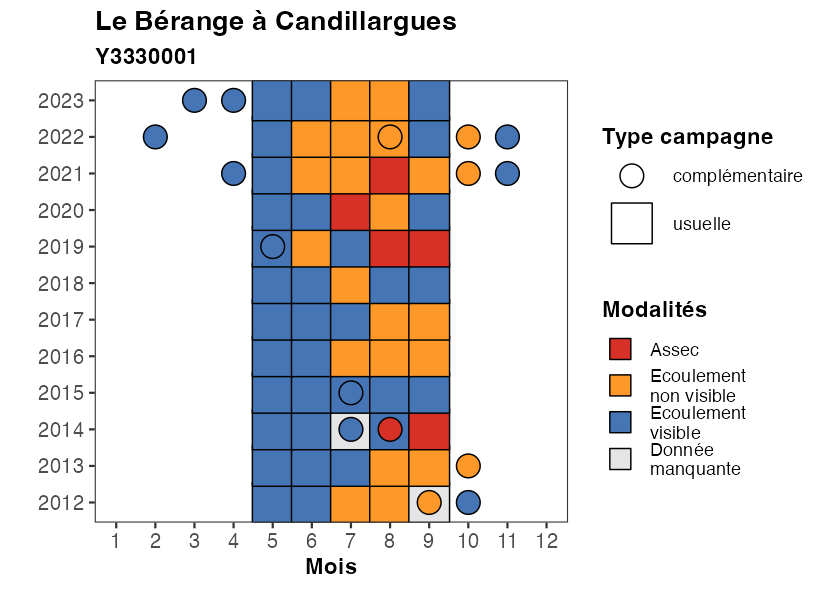 Le Bérange à Candillargues
Y3330001
2023
2022
2021
2020
2019
2018
2017
2016
2015
2014
2013
2012
1 2 3 4 5 6 7 8 9 10 11 12
Mois
Type campagne
complémentaire
usuelle
Modalités
Assec
Ecoulement
non visible
Ecoulement
visible
Donnée
manquante